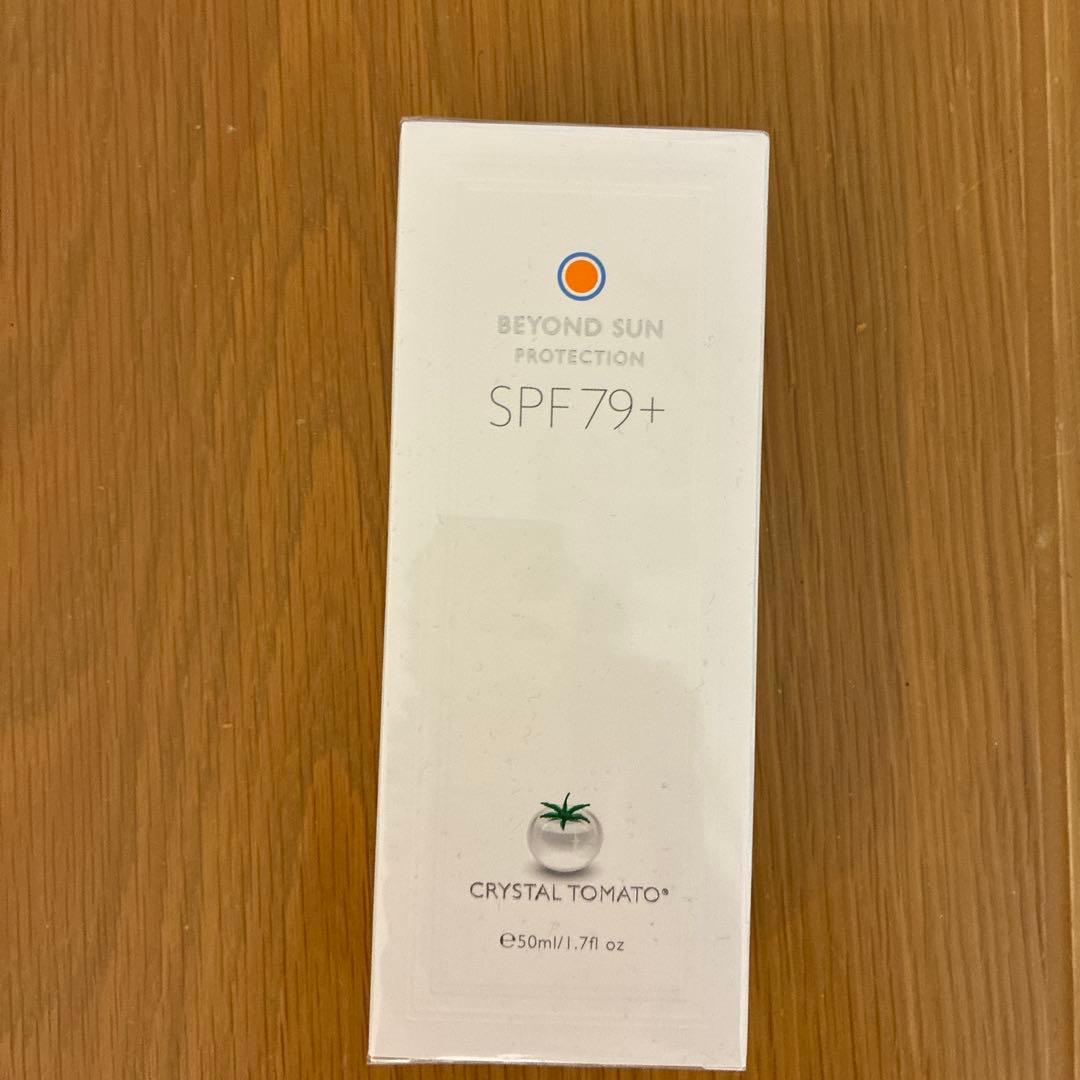 BEYOND SUN
PROTECTION
SPF 79+
CRYSTAL TOMATO®
℮50ml/1.7fl oz